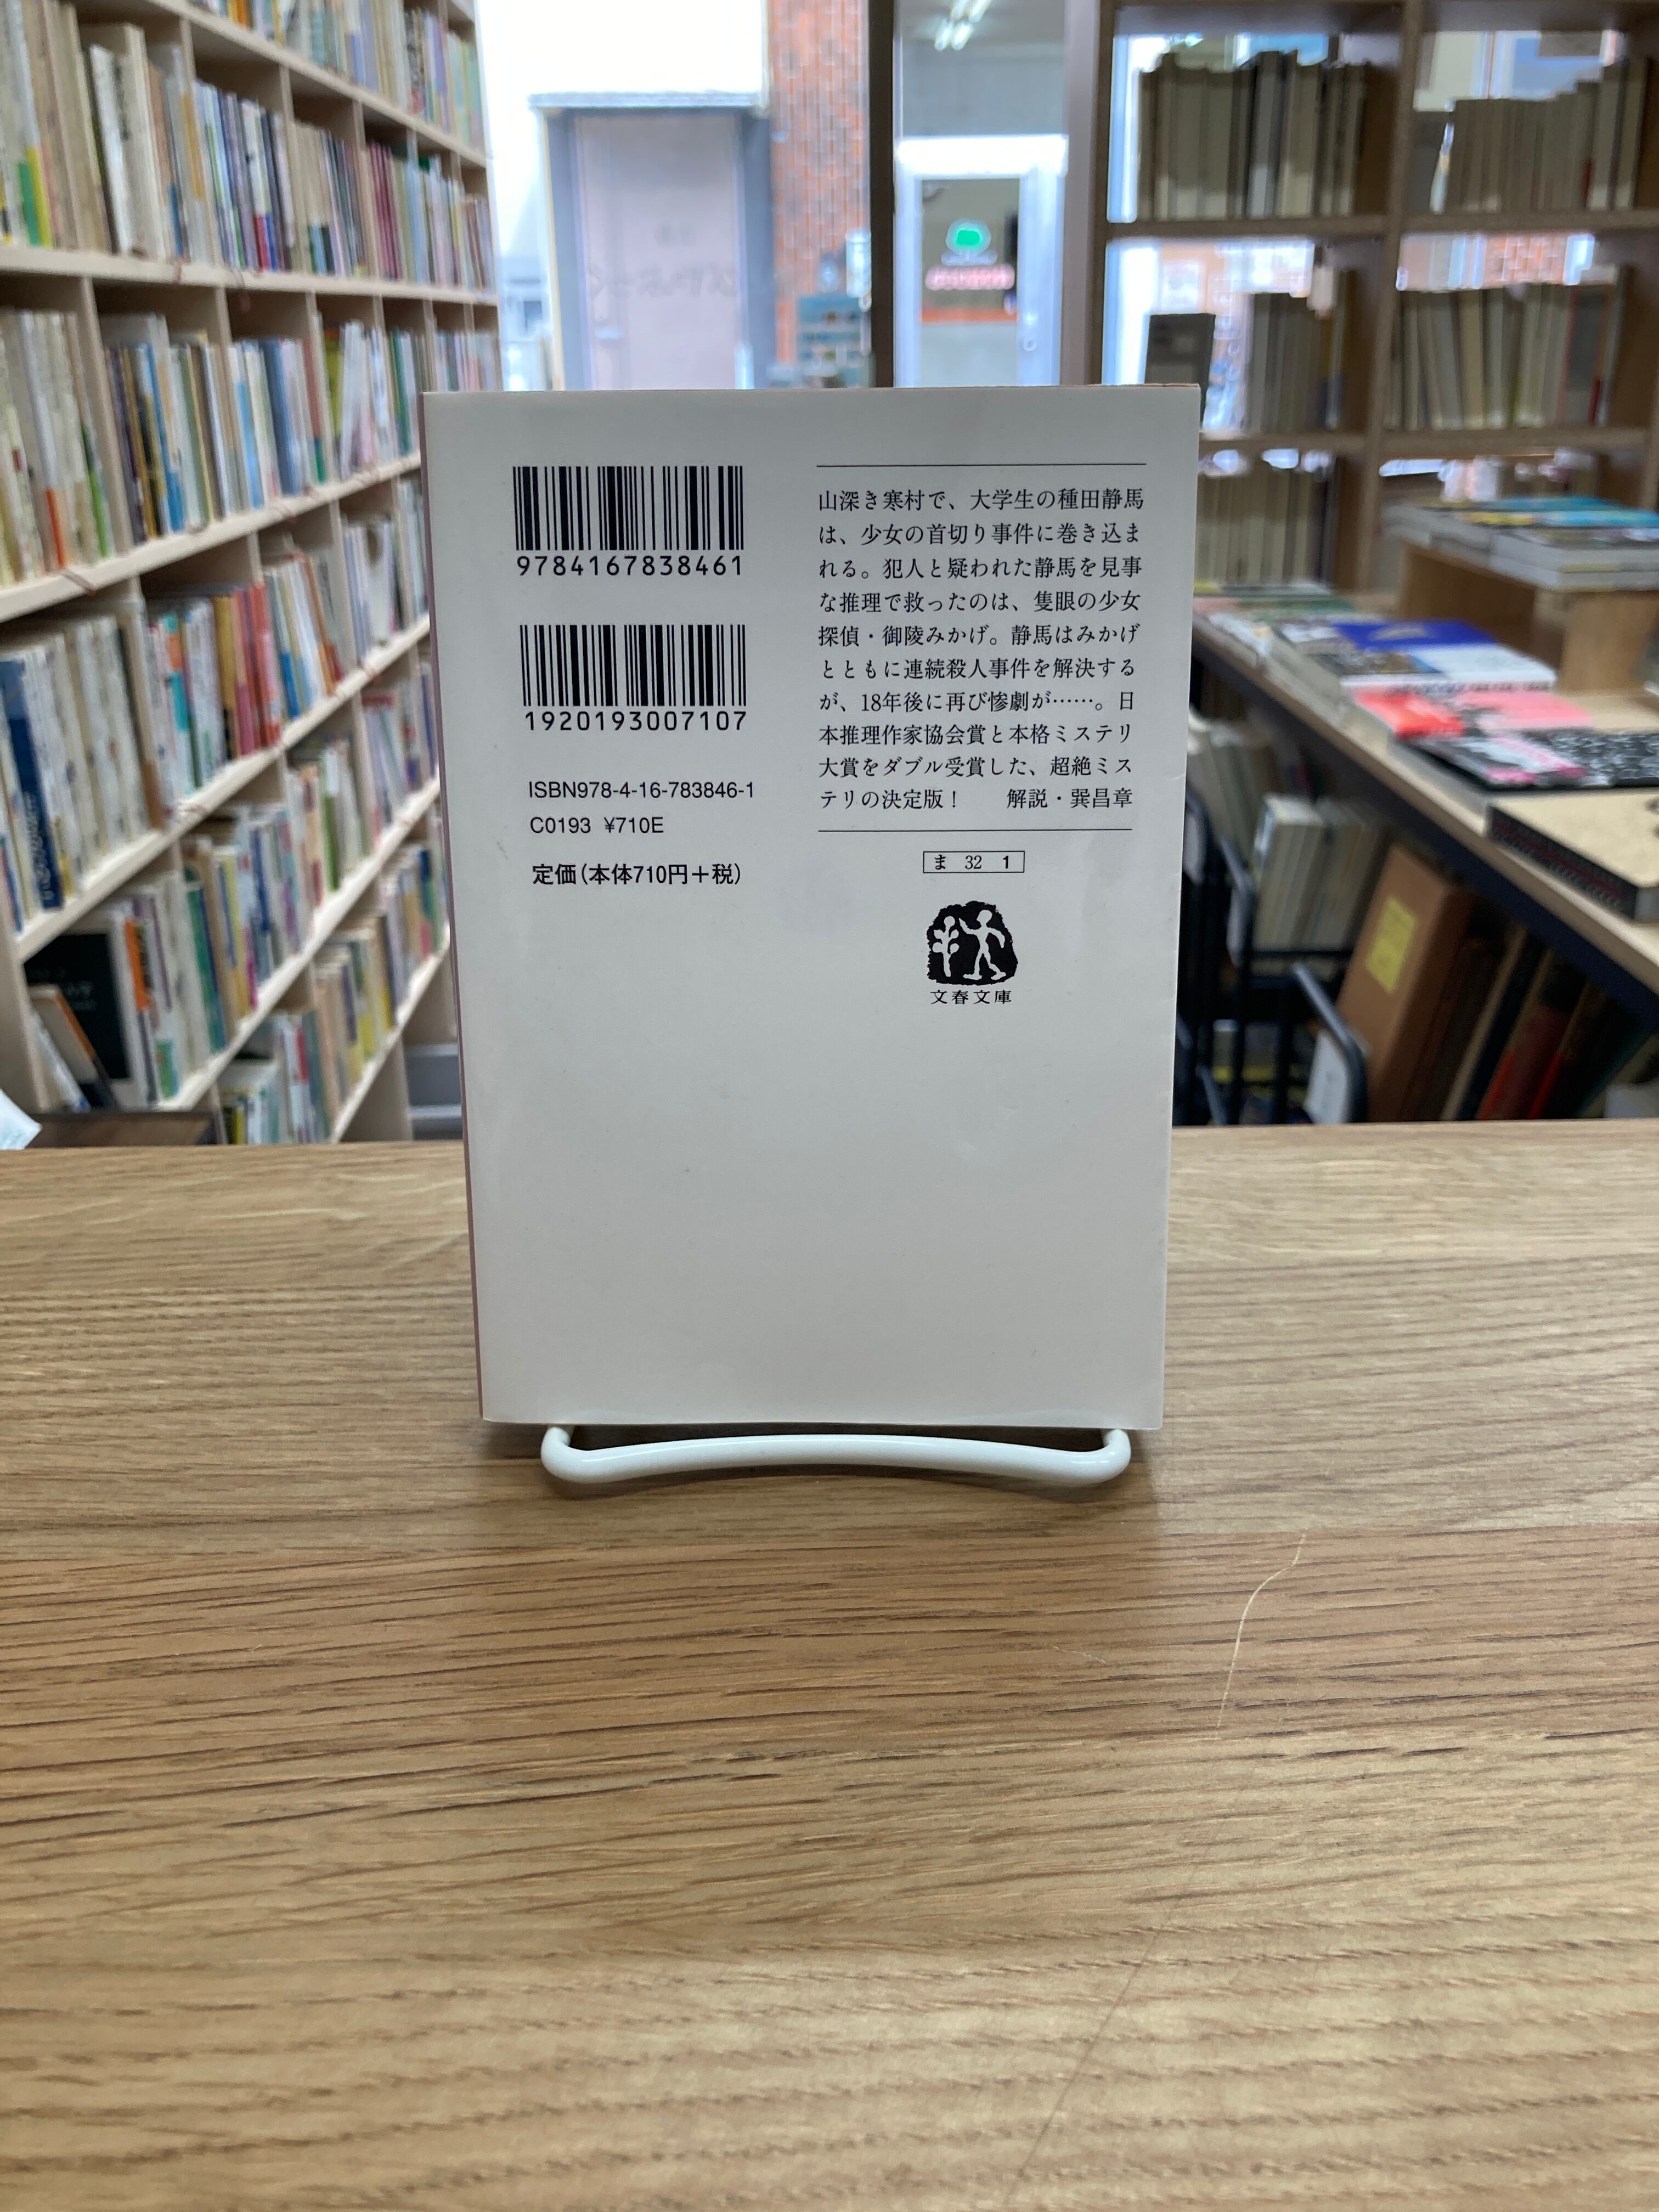 9784167838461
1920193007107
ISBN978-4-16-783846-1
C0193 ¥710E
定価(本体710円+税)
山深き寒村で、大学生の種田静馬
は、少女の首切り事件に巻き込ま
れる。犯人と疑われた静馬を見事
な推理で救ったのは、隻眼の少女
探偵・御陵みかげ。静馬はみかげ
とともに連続殺人事件を解決する
が、18年後に再び惨劇が……。日
本推理作家協会賞と本格ミステリ
大賞をダブル受賞した、超絶ミス
テリの決定版! 解説・巽昌章
ま 32 1
文春文庫